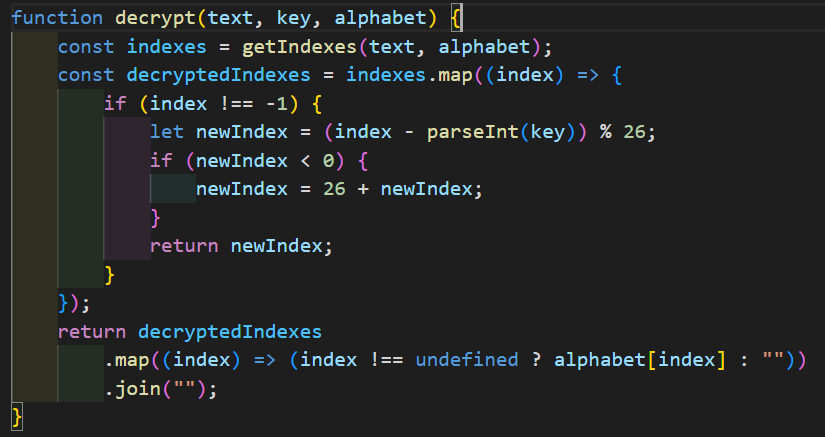 function decrypt(text, key, alphabet) {
    const indexes = getIndexes(text, alphabet);
    const decryptedIndexes = indexes.map((index) => {
        if (index !== -1) {
            let newIndex = (index - parseInt(key)) % 26;
            if (newIndex < 0) {
                newIndex = 26 + newIndex;
            }
            return newIndex;
        }
    });
    return decryptedIndexes
        .map((index) => (index !== undefined ? alphabet[index] : ""))
        .join("");
}